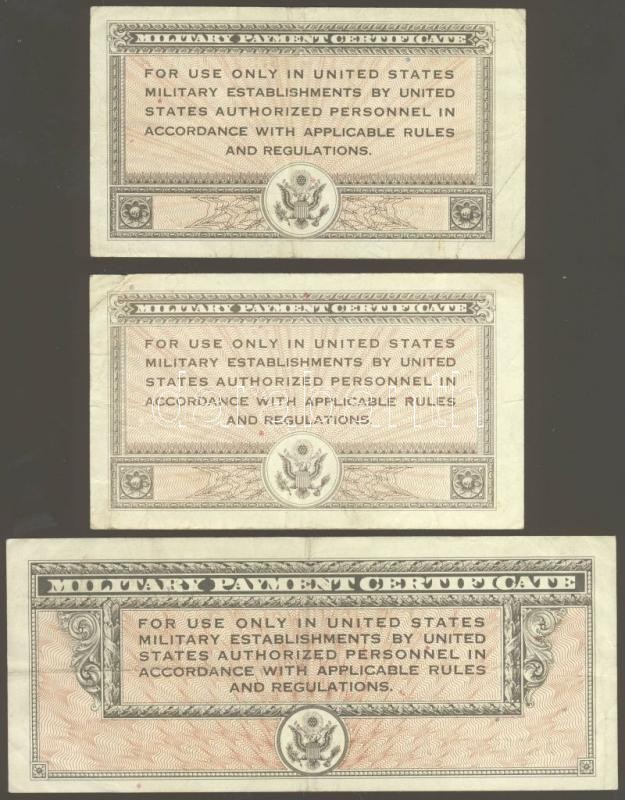 MILITARY PAYMENT CERTIFICATE
FOR USE ONLY IN UNITED STATES
MILITARY ESTABLISHMENTS BY UNITED
STATES AUTHORIZED PERSONNEL IN
ACCORDANCE WITH APPLICABLE RULES
AND REGULATIONS.
MILITARY PAYMENT CERTIFICATE
FOR USE ONLY IN UNITED STATES
MILITARY ESTABLISHMENTS BY UNITED
STATES AUTHORIZED PERSONNEL IN
ACCORDANCE WITH APPLICABLE RULES
AND REGULATIONS.
MILITARY PAYMENT CERTIFICATE
FOR USE ONLY IN UNITED STATES
MILITARY ESTABLISHMENTS BY UNITED
STATES AUTHORIZED PERSONNEL IN
ACCORDANCE WITH APPLICABLE RULES
AND REGULATIONS.